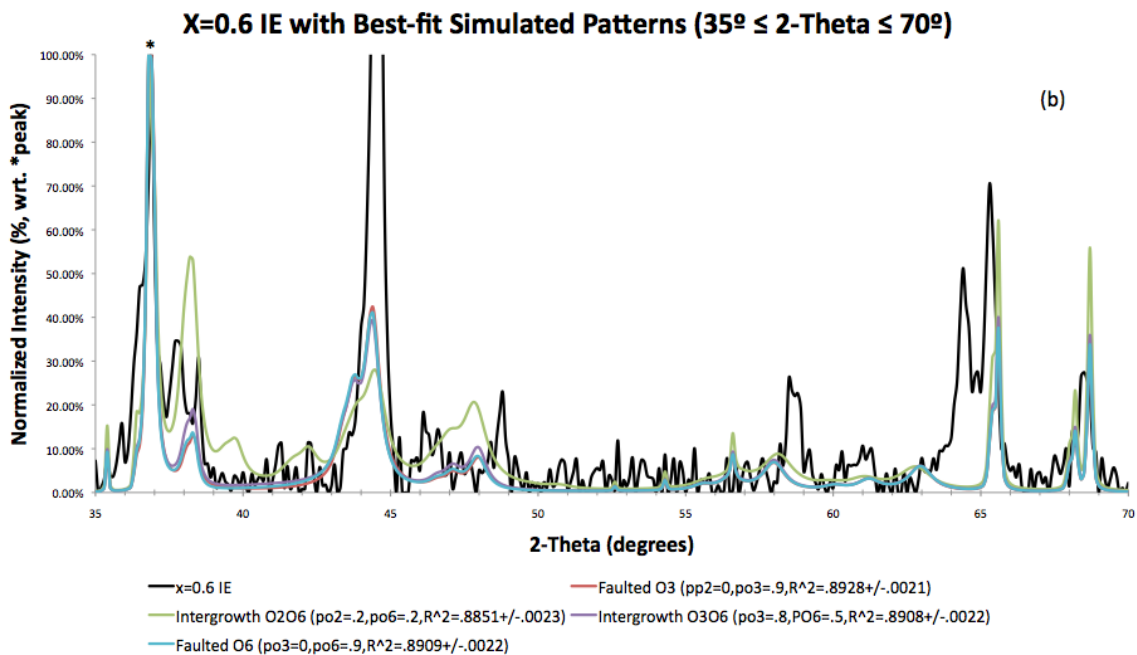 X=0.6 IE with Best-fit Simulated Patterns (35º ≤ 2-Theta ≤ 70º)
*
(b)
Normalized Intensity (%, wrt. *peak)
100.00%
90.00%
80.00%
70.00%
60.00%
50.00%
40.00%
30.00%
20.00%
10.00%
0.00%
35 40 45 50 55 60 65 70
2-Theta (degrees)
x=0.6 IE Faulted O3 (pp2=0,po3=.9,R^2=.8928+/-.0021)
Intergrowth O2O6 (po2=.2,po6=.2,R^2=.8851+/-.0023) Intergrowth O3O6 (po3=.8,PO6=.5,R^2=.8908+/-.0022)
Faulted O6 (po3=0,po6=.9,R^2=.8909+/-.0022)